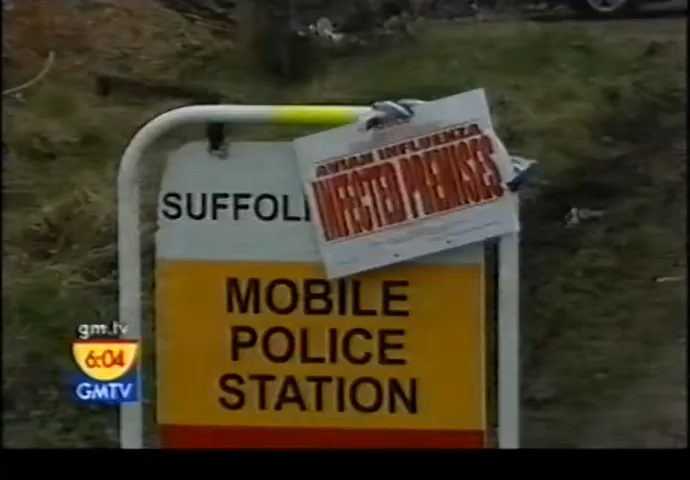 AVIAN INFLUENZA
INFECTED PREMISES
SUFFOL
MOBILE
POLICE
STATION
gm.tv
6:04
GMTV